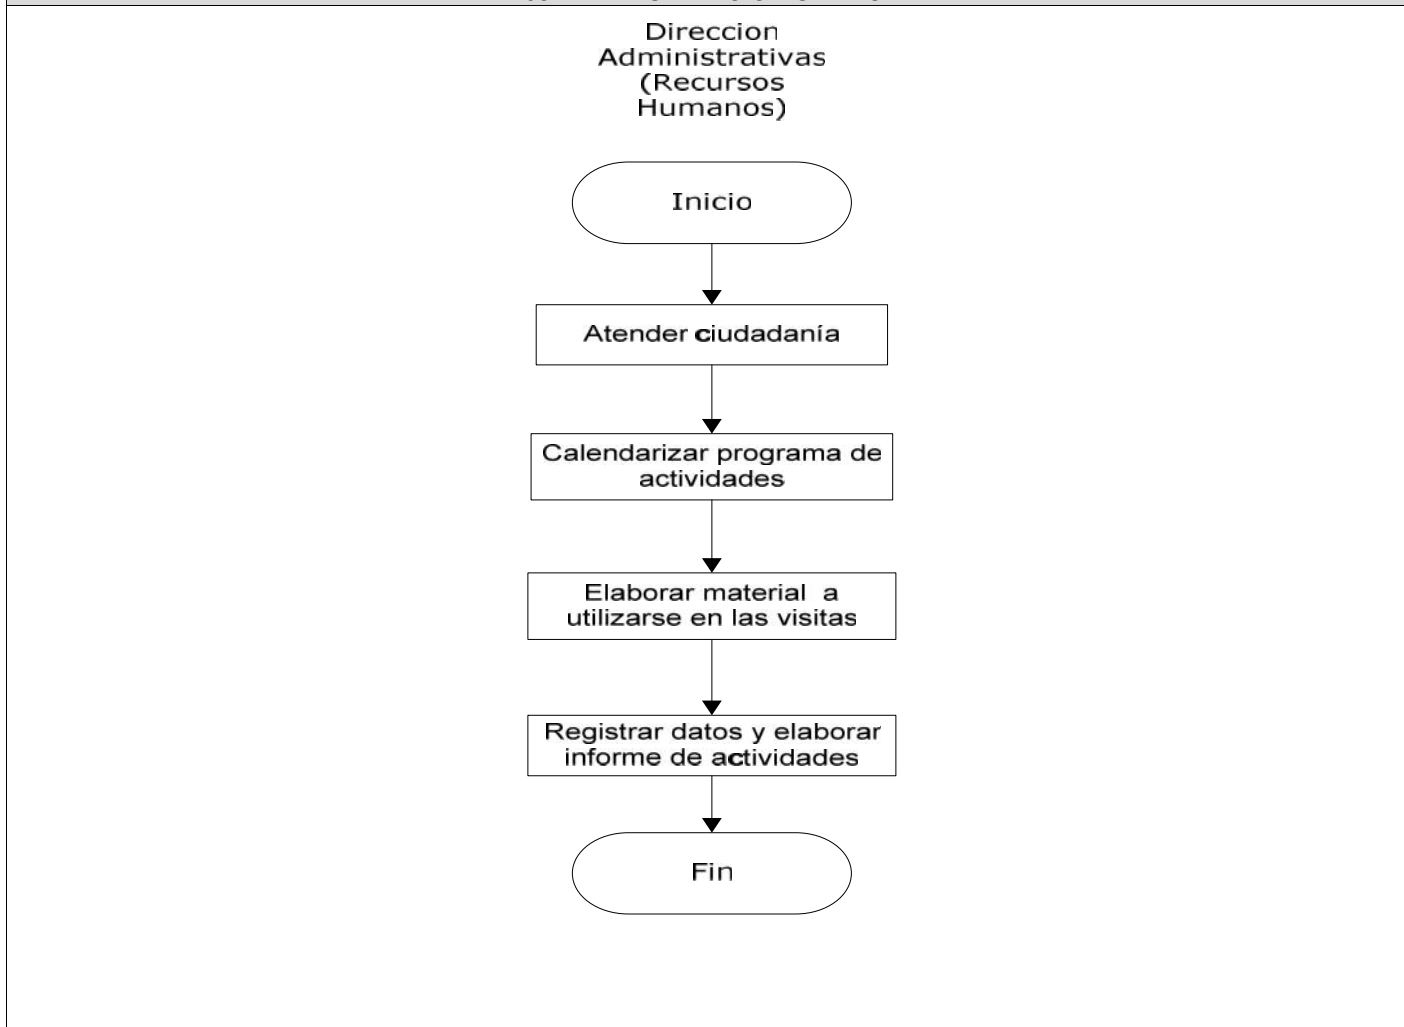 Direccion
Administrativas
(Recursos
Humanos)
Inicio
Atender ciudadanía
Calendarizar programa de
actividades
Elaborar material a
utilizarse en las visitas
Registrar datos y elaborar
informe de actividades
Fin